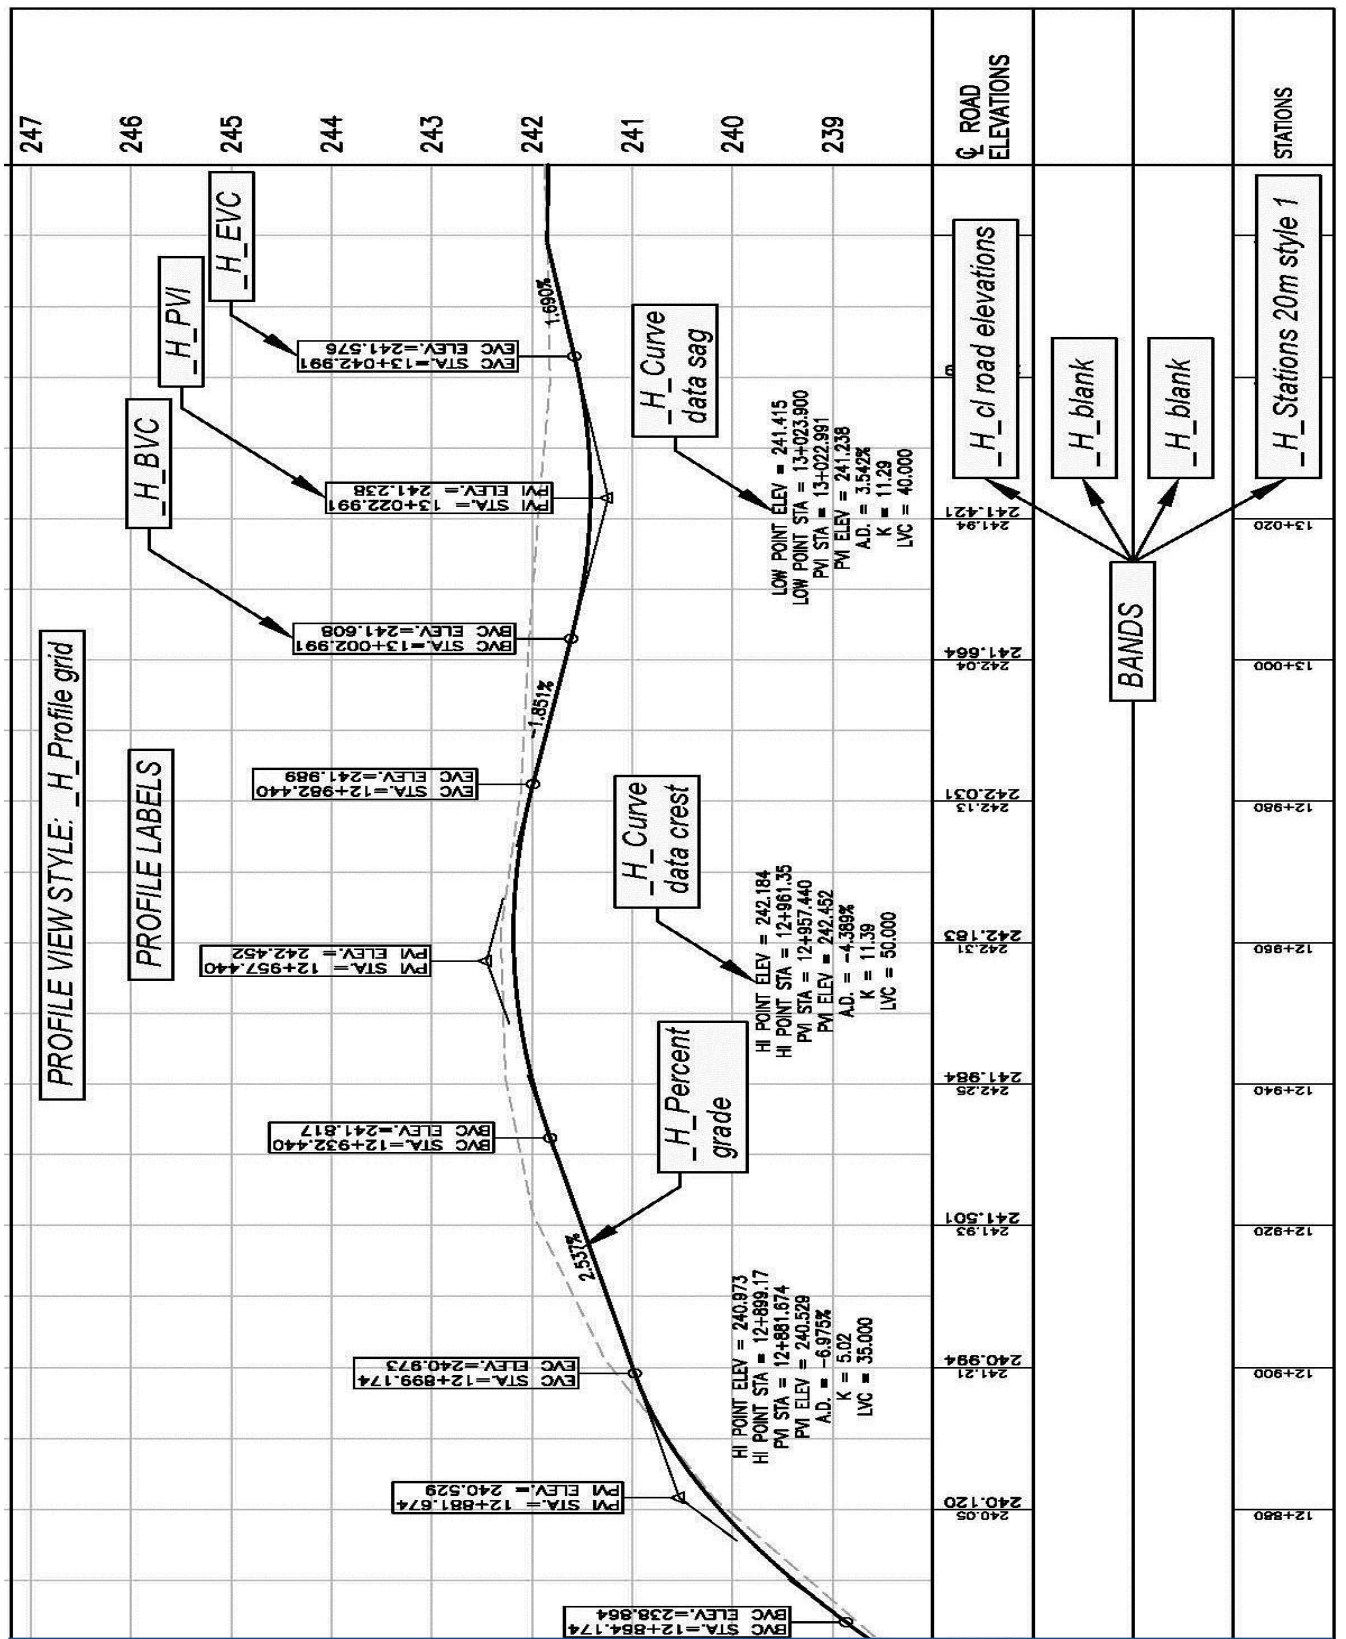 PROFILE VIEW STYLE: _H_Profile grid
PROFILE LABELS
_H_BVC
_H_PVI
_H_EVC
247
246
245
244
243
242
241
240
239
BVC STA.=12+864.174
BVC ELEV.=238.864
PVI STA. = 12+881.674
PVI ELEV. = 240.529
EVC STA.=12+899.174
EVC ELEV.=240.973
BVC STA.=12+932.440
BVC ELEV.=241.817
PVI STA. = 12+957.440
PVI ELEV. = 242.452
EVC STA.=12+982.440
EVC ELEV.=241.989
BVC STA.=13+002.991
BVC ELEV.=241.608
PVI STA. = 13+022.991
PVI ELEV. = 241.238
EVC STA.=13+042.991
EVC ELEV.=241.576
2.537%
-1.851%
1.690%
_H_Percent
grade
_H_Curve
data crest
_H_Curve
data sag
HI POINT ELEV = 240.973
HI POINT STA = 12+899.17
PVI STA = 12+881.674
PVI ELEV = 240.529
A.D. = -6.975%
K = 5.02
LVC = 35.000
HI POINT ELEV = 242.184
HI POINT STA = 12+961.35
PVI STA = 12+957.440
PVI ELEV = 242.452
A.D. = -4.389%
K = 11.39
LVC = 50.000
LOW POINT ELEV = 241.415
LOW POINT STA = 13+023.900
PVI STA = 13+022.991
PVI ELEV = 241.238
A.D. = 3.542%
K = 11.29
LVC = 40.000
240.120
240.05
240.994
241.21
241.501
241.93
241.984
242.25
242.183
242.31
242.031
242.13
241.664
242.04
241.421
241.94
_H_cl road elevations
℄ ROAD
ELEVATIONS
BANDS
_H_blank
_H_blank
12+880
12+900
12+920
12+940
12+960
12+980
13+000
13+020
_H_Stations 20m style 1
STATIONS